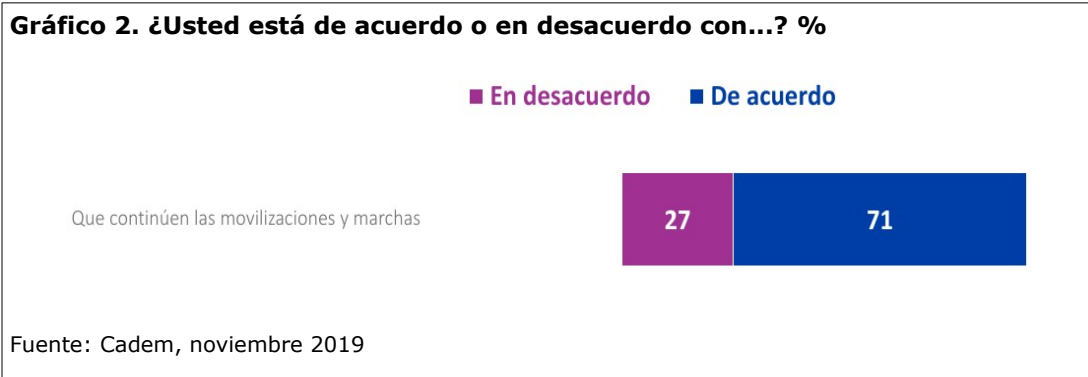 Gráfico 2. ¿Usted está de acuerdo o en desacuerdo con...? %
En desacuerdo De acuerdo
Que continúen las movilizaciones y marchas 27 71
Fuente: Cadem, noviembre 2019